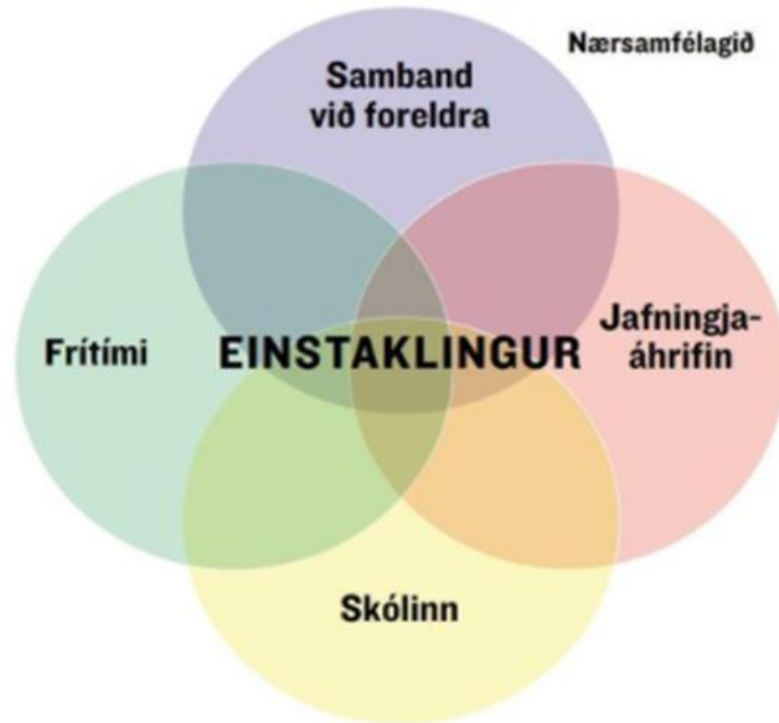 Nærsamfélagið
Samband
við foreldra
Frítími
EINSTAKLINGUR
Jafningja-
áhrifin
Skólinn